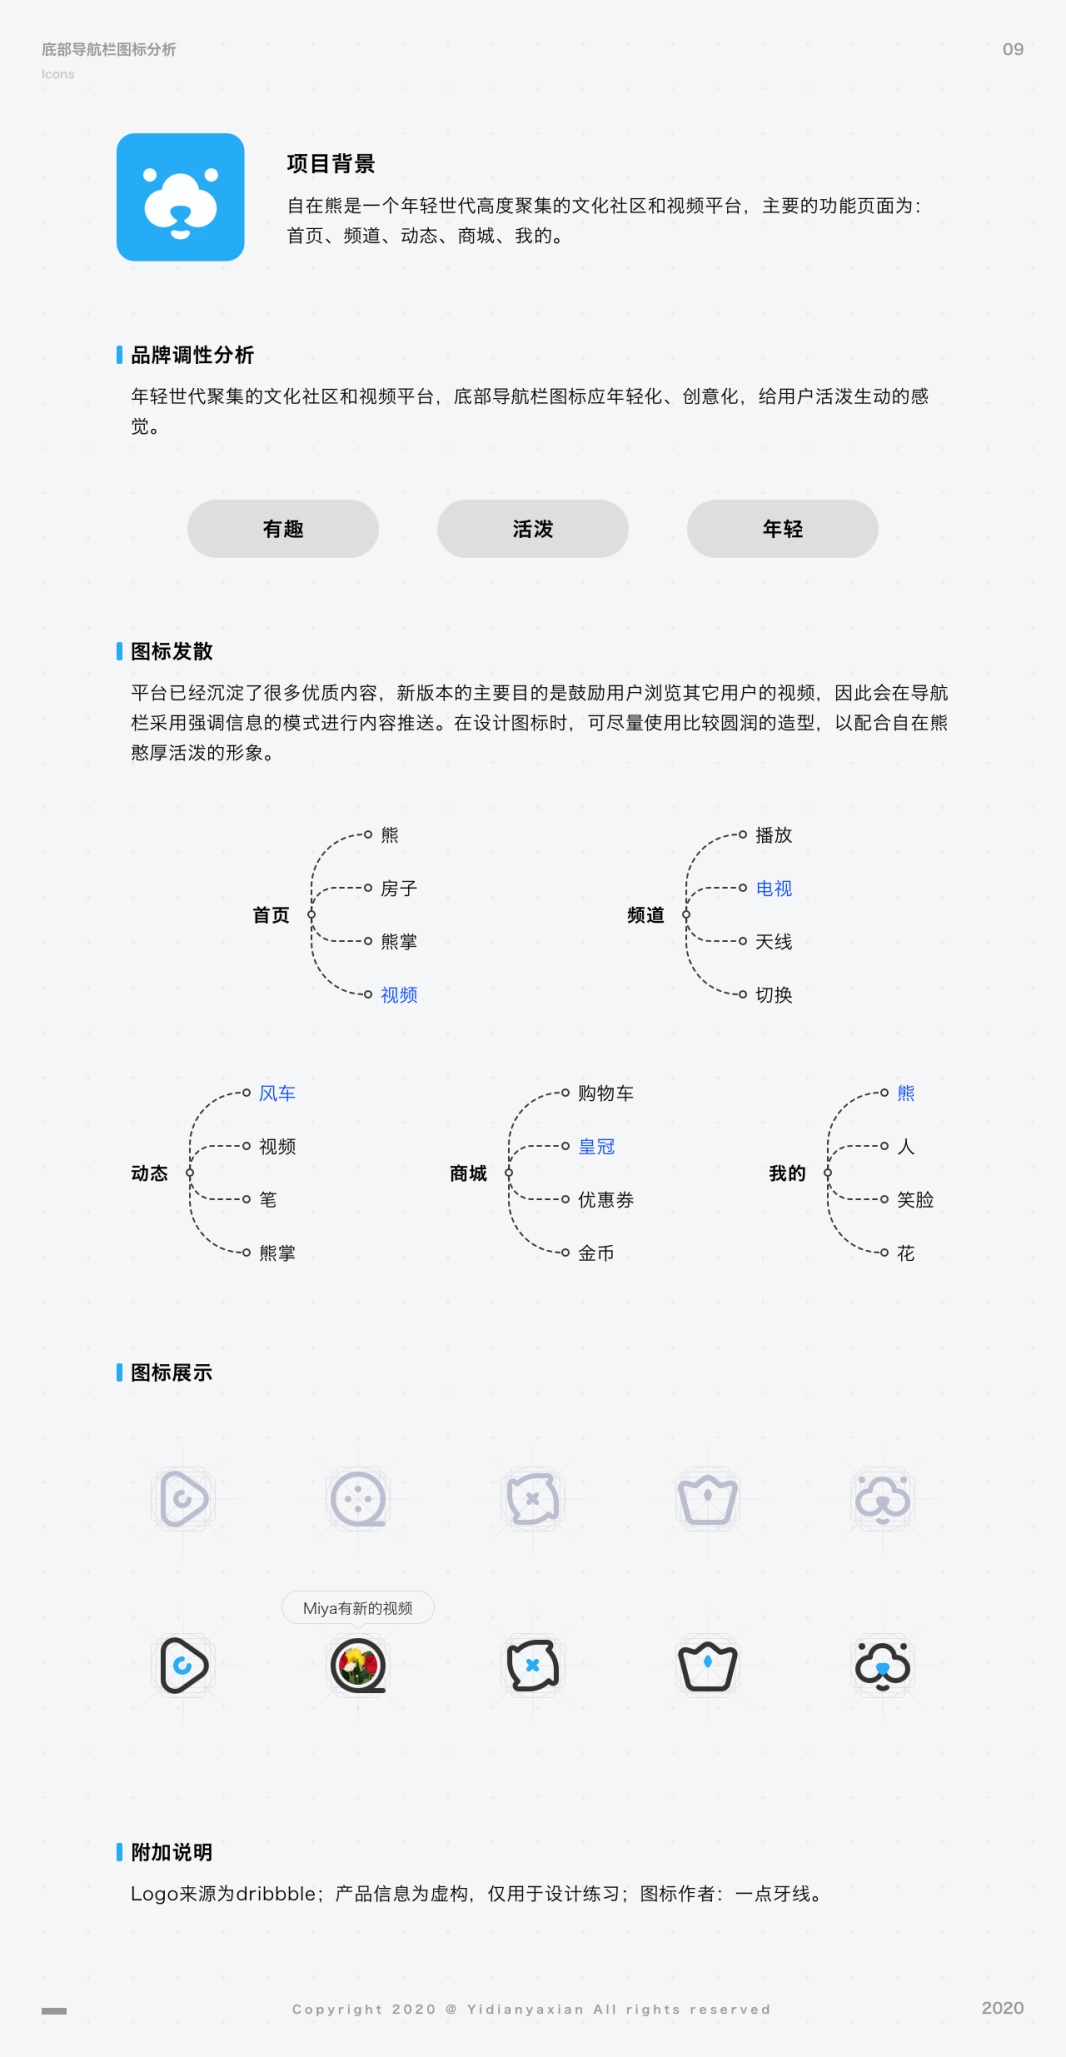 底部导航栏图标分析
09
Icons
项目背景
自在熊是一个年轻世代高度聚集的文化社区和视频平台，主要的功能页面为：
首页、频道、动态、商城、我的。
品牌调性分析
年轻世代聚集的文化社区和视频平台，底部导航栏图标应年轻化、创意化，给用户活泼生动的感
觉。
有趣
活泼
年轻
图标发散
平台已经沉淀了很多优质内容，新版本的主要目的是鼓励用户浏览其它用户的视频，因此会在导航
栏采用强调信息的模式进行内容推送。在设计图标时，可尽量使用比较圆润的造型，以配合自在熊
憨厚活泼的形象。
首页
熊
房子
熊掌
视频
频道
播放
电视
天线
切换
动态
风车
视频
笔
熊掌
商城
购物车
皇冠
优惠券
金币
我的
熊
人
笑脸
花
图标展示
Miya有新的视频
附加说明
Logo来源为dribbble；产品信息为虚构，仅用于设计练习；图标作者：一点牙线。
Copyright 2020 @ Yidianyaxian All rights reserved
2020